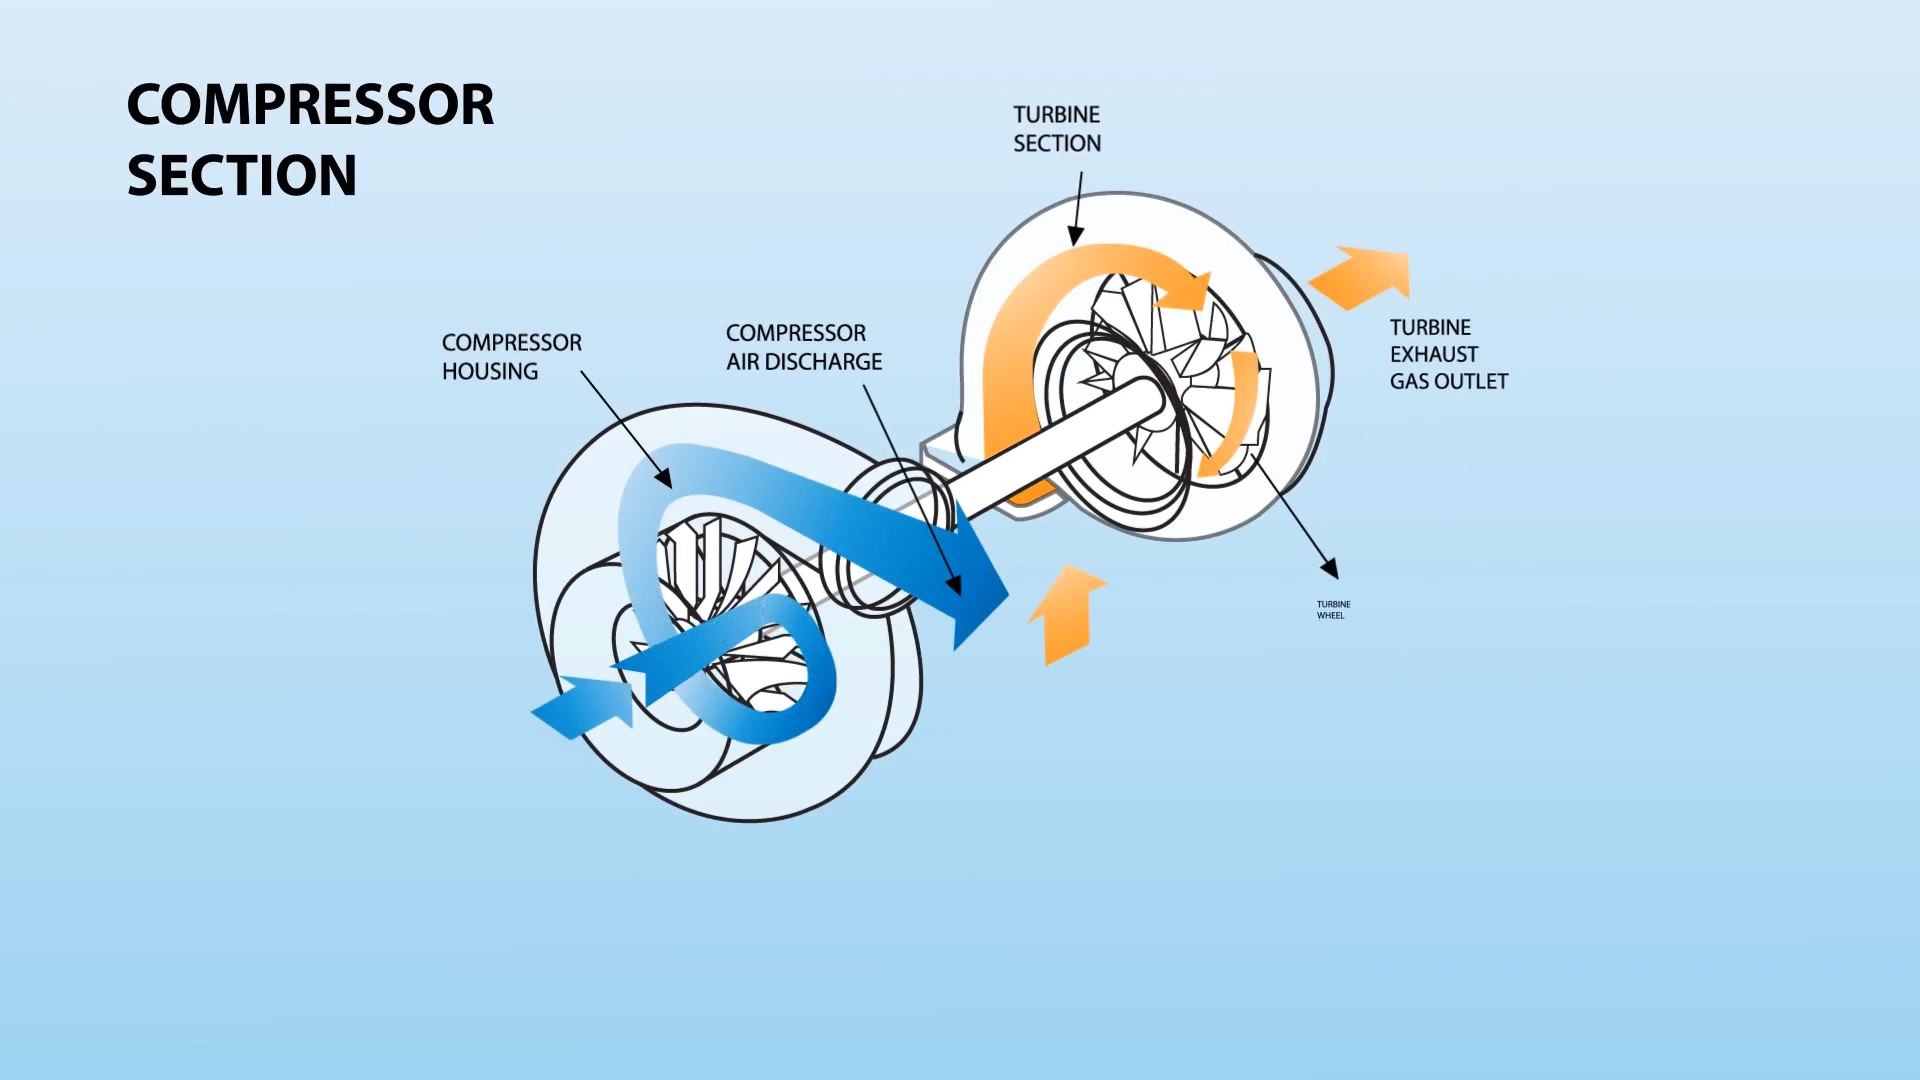 COMPRESSOR
SECTION
TURBINE
SECTION
COMPRESSOR
HOUSING
COMPRESSOR
AIR DISCHARGE
TURBINE
EXHAUST
GAS OUTLET
TURBINE
WHEEL